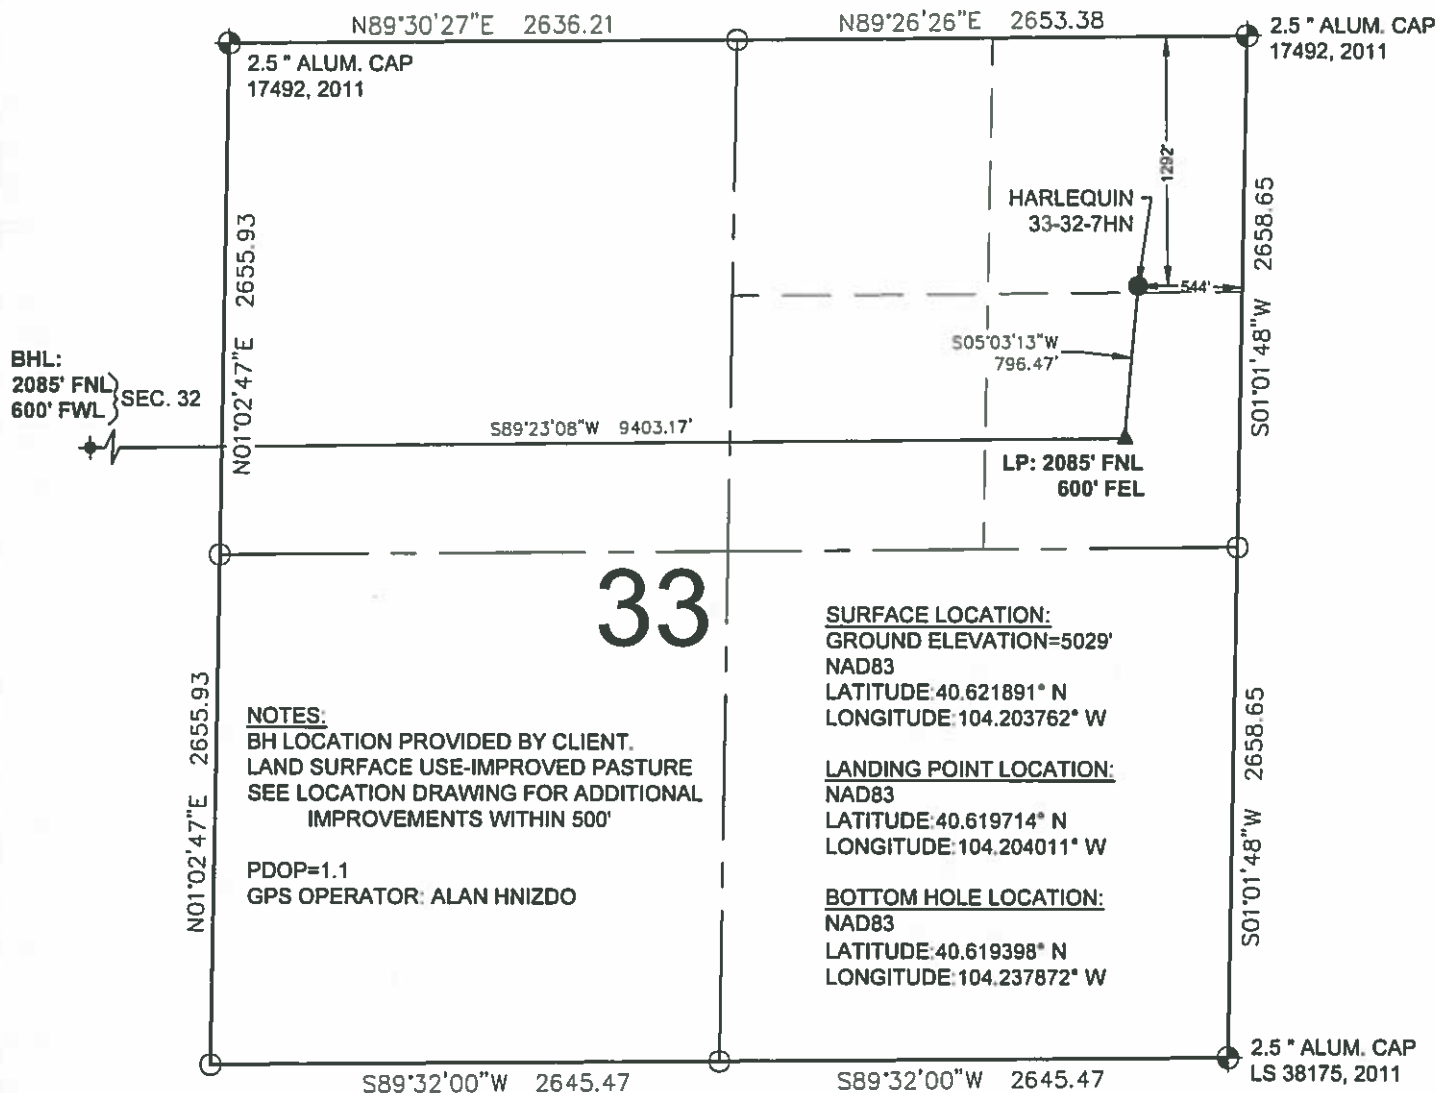 N89°30'27"E 2636.21
N89°26'26"E 2653.38
2.5 " ALUM. CAP
17492, 2011
2.5 " ALUM. CAP
17492, 2011
1292'
HARLEQUIN
33-32-7HN
544'
N01°02'47"E 2655.93
S01°01'48"W 2658.65
S05°03'13"W
796.47'
BHL:
2085' FNL
600' FWL
SEC. 32
S89°23'08"W 9403.17'
LP: 2085' FNL
600' FEL
33
SURFACE LOCATION:
GROUND ELEVATION=5029'
NAD83
LATITUDE:40.621891° N
LONGITUDE:104.203762° W
LANDING POINT LOCATION:
NAD83
LATITUDE:40.619714° N
LONGITUDE:104.204011° W
BOTTOM HOLE LOCATION:
NAD83
LATITUDE:40.619398° N
LONGITUDE:104.237872° W
NOTES:
BH LOCATION PROVIDED BY CLIENT.
LAND SURFACE USE-IMPROVED PASTURE
SEE LOCATION DRAWING FOR ADDITIONAL
IMPROVEMENTS WITHIN 500'
PDOP=1.1
GPS OPERATOR: ALAN HNIZDO
N01°02'47"E 2655.93
S01°01'48"W 2658.65
2.5 " ALUM. CAP
LS 38175, 2011
S89°32'00"W 2645.47
S89°32'00"W 2645.47